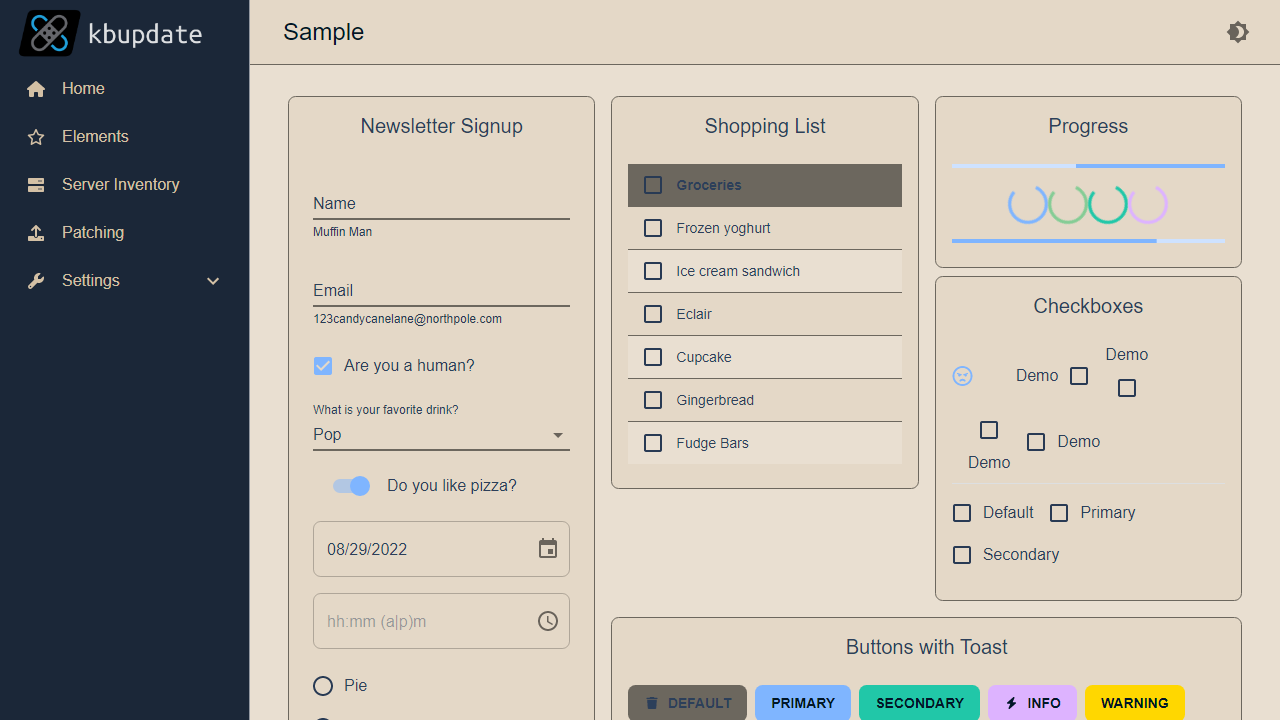 kbupdate
Home
Elements
Server Inventory
Patching
Settings
Sample
Newsletter Signup
Name
Muffin Man
Email
123candycanelane@northpole.com
Are you a human?
What is your favorite drink?
Pop
Do you like pizza?
08/29/2022
hh:mm (a|p)m
Pie
Shopping List
Groceries
Frozen yoghurt
Ice cream sandwich
Eclair
Cupcake
Gingerbread
Fudge Bars
Progress
Checkboxes
Demo
Demo
Demo
Demo
Default
Primary
Secondary
Buttons with Toast
DEFAULT
PRIMARY
SECONDARY
INFO
WARNING